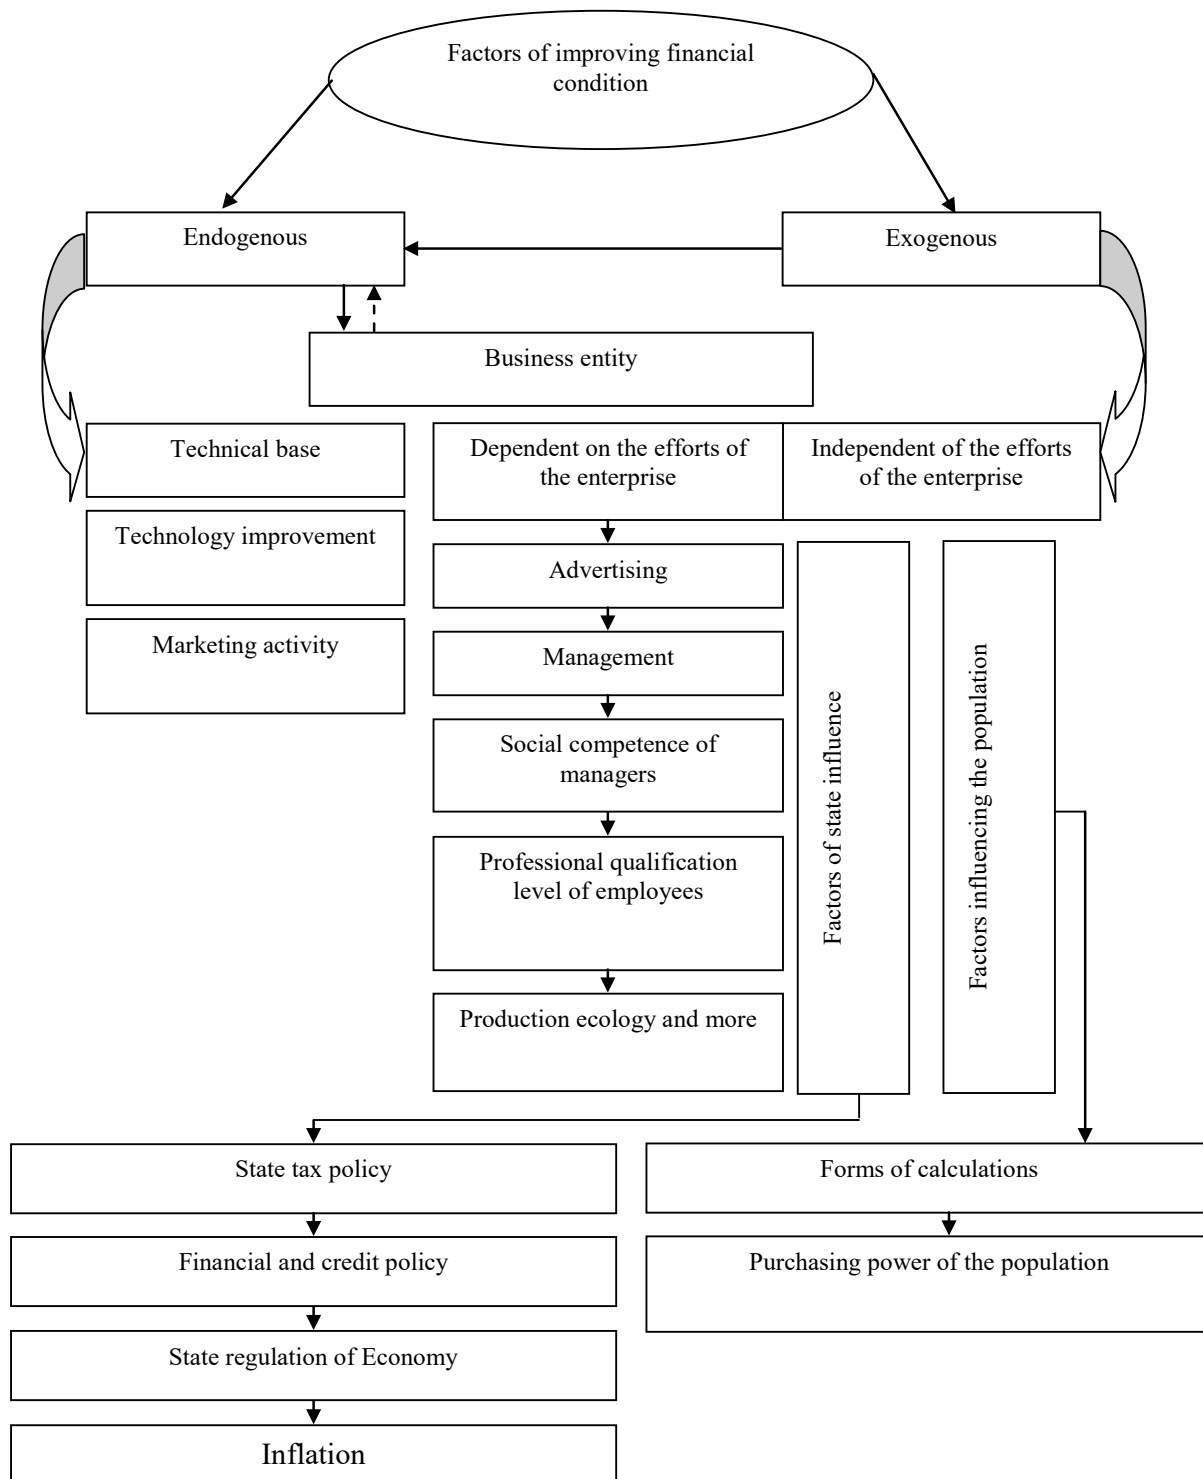 Factors of improving financial
condition
Endogenous
Exogenous
Business entity
Technical base
Technology improvement
Marketing activity
Dependent on the efforts of
the enterprise
Independent of the efforts
of the enterprise
Advertising
Management
Social competence of
managers
Professional qualification
level of employees
Production ecology and more
Factors of state influence
Factors influencing the population
State tax policy
Financial and credit policy
State regulation of Economy
Inflation
Forms of calculations
Purchasing power of the population